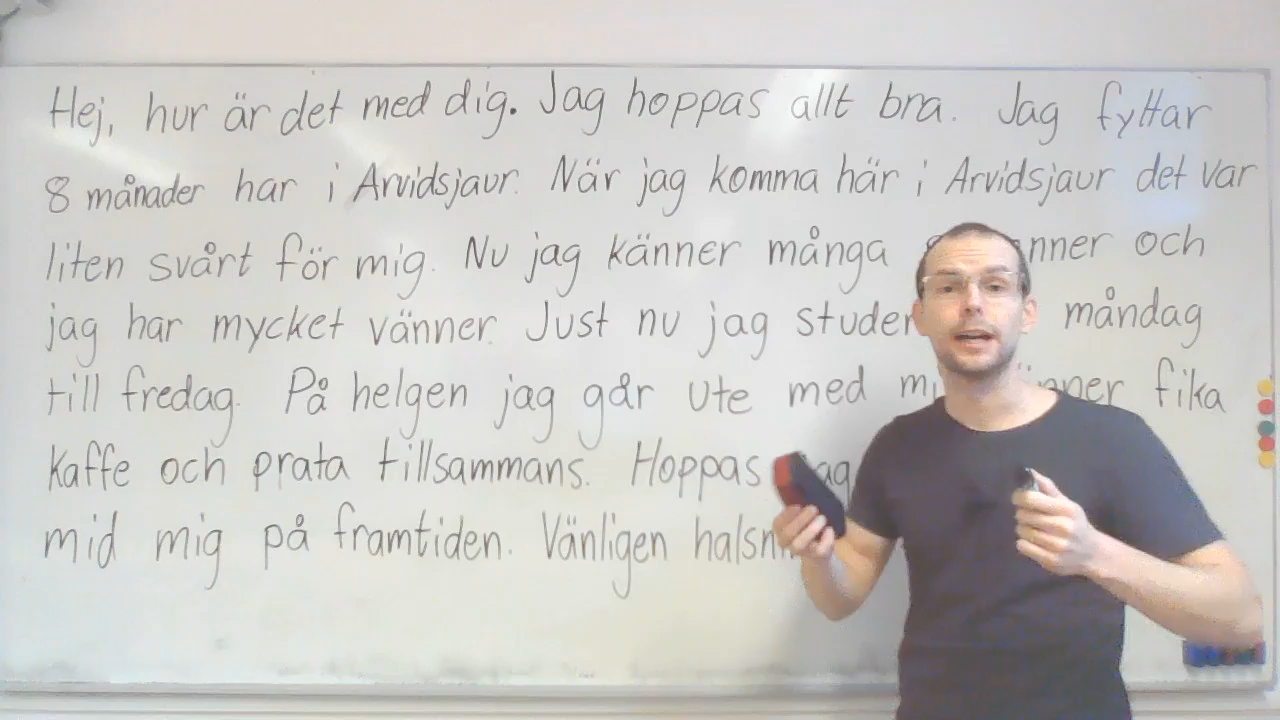 Hej, hur är det med dig. Jag hoppas allt bra. Jag fyttar
8 månader har i Arvidsjaur. När jag komma här i Arvidsjaur det var
liten svårt för mig. Nu jag känner många och
jag har mycket vänner. Just nu jag måndag
till fredag. På helgen jag går ute med fika
kaffe och prata tillsammans. Hoppas
mid mig på framtiden. Vänligen